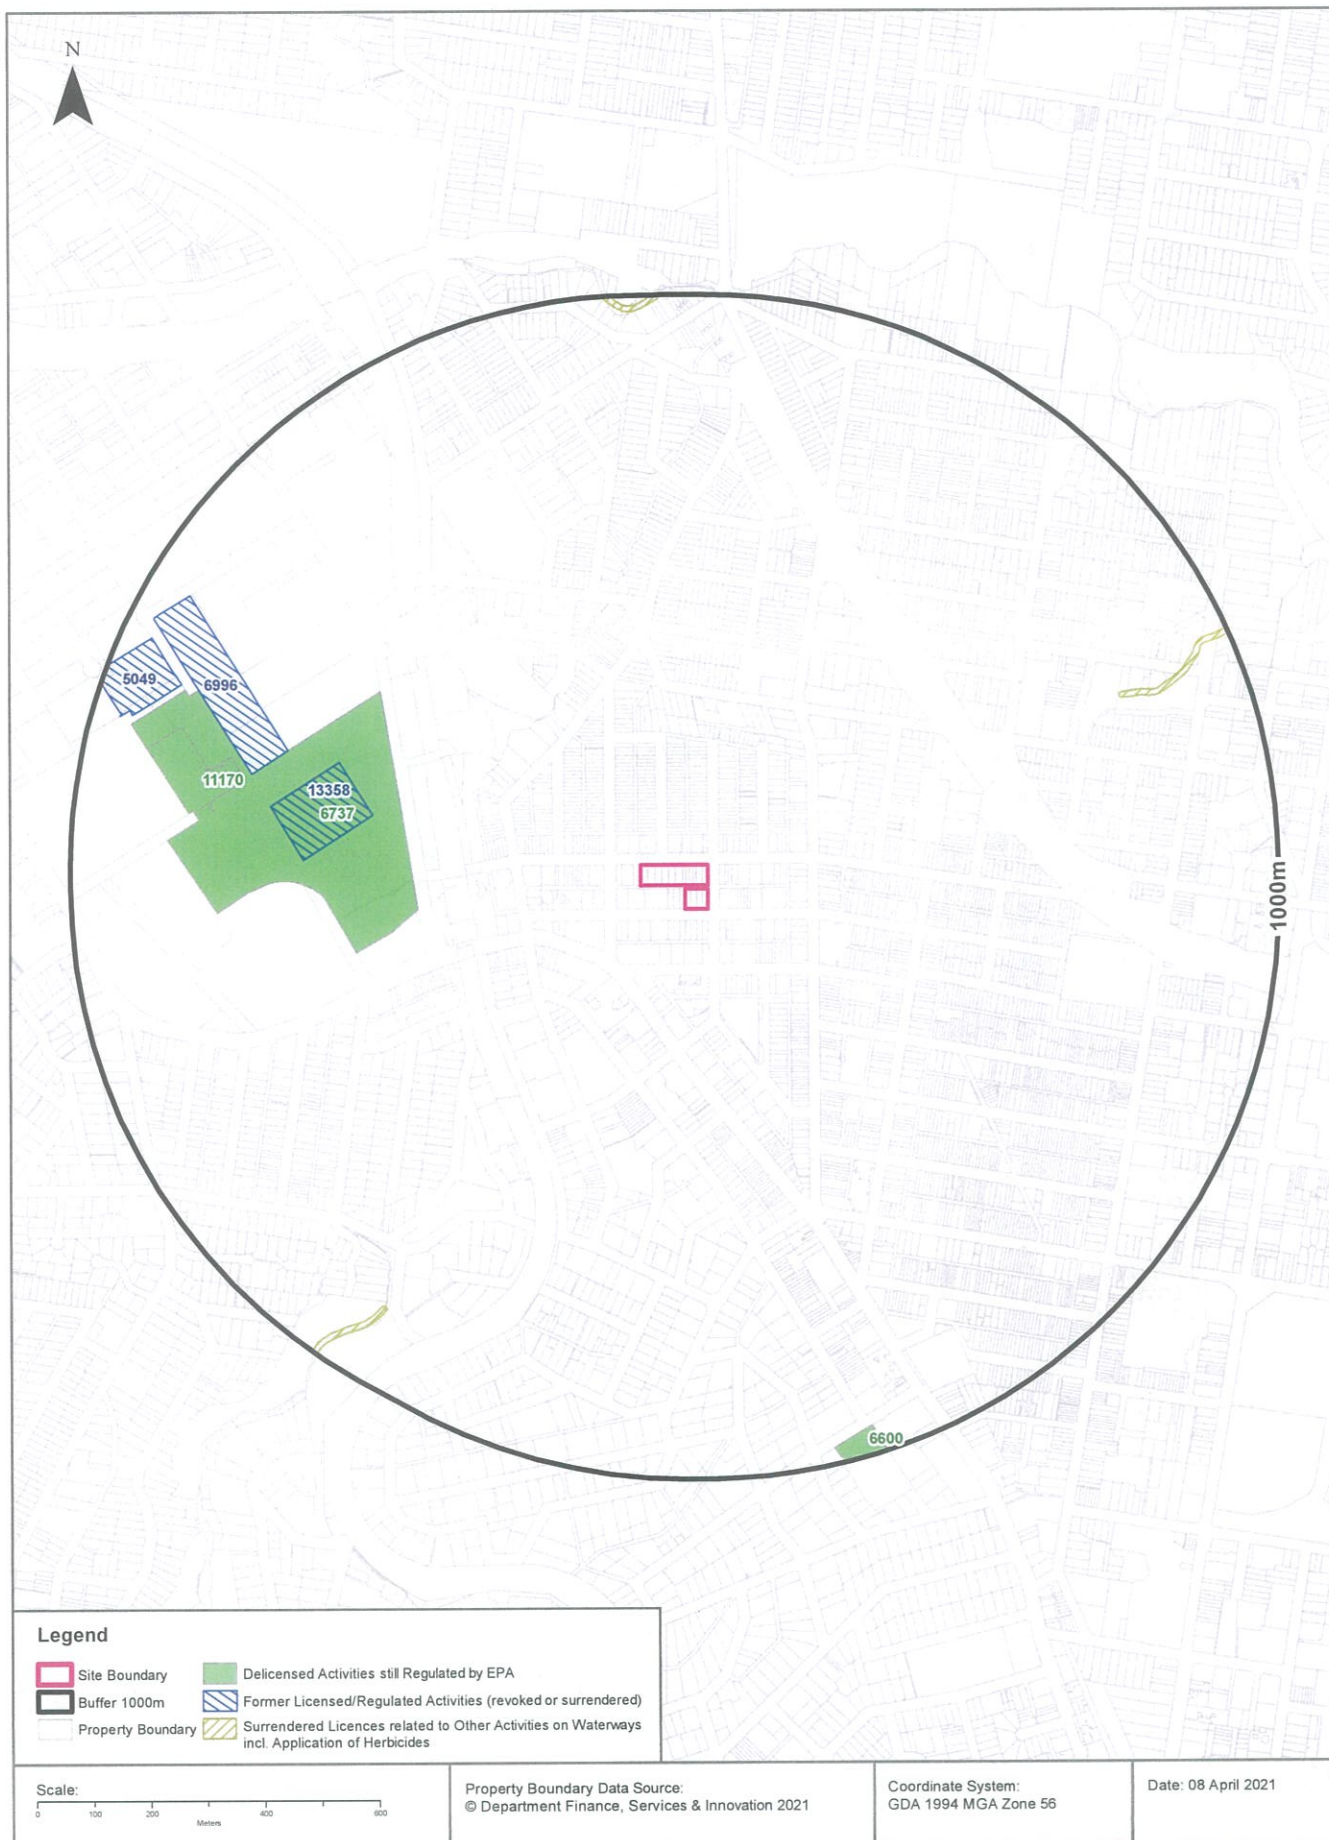 N
5049
6996
11170
13358
6737
1000m
6600
Legend
Site Boundary
Buffer 1000m
Property Boundary
Delicensed Activities still Regulated by EPA
Former Licensed/Regulated Activities (revoked or surrendered)
Surrendered Licences related to Other Activities on Waterways
incl. Application of Herbicides
Scale:
0 100 200 400 600
Meters
Property Boundary Data Source:
© Department Finance, Services & Innovation 2021
Coordinate System:
GDA 1994 MGA Zone 56
Date: 08 April 2021